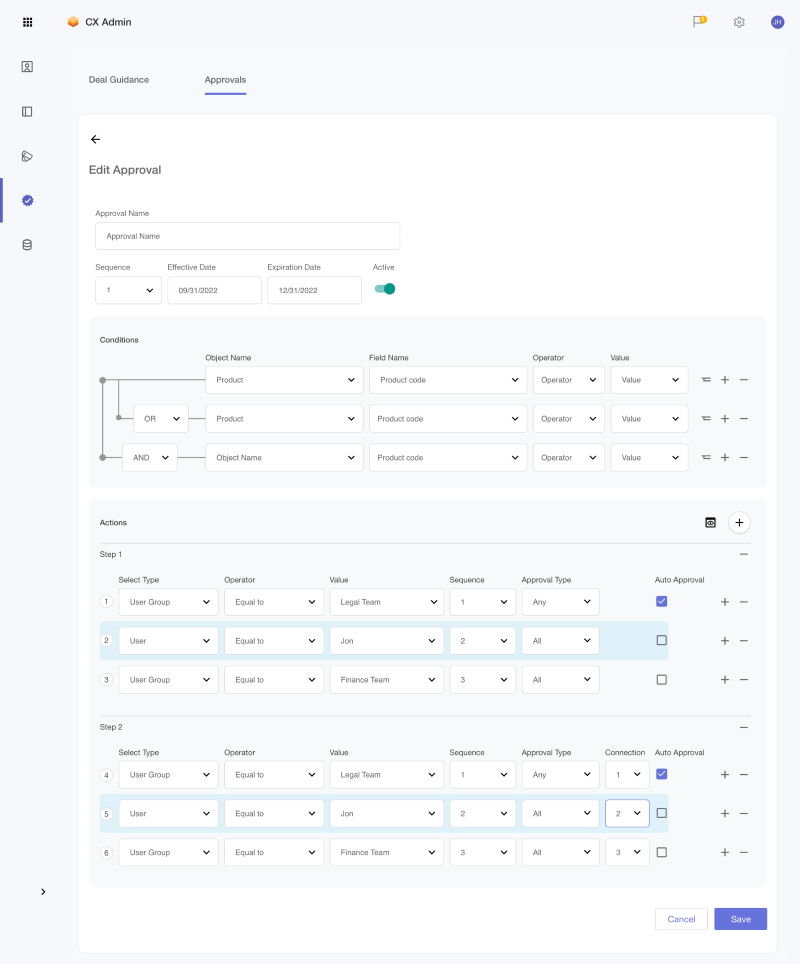 CX Admin
5
JH
Deal Guidance
Approvals
Edit Approval
Approval Name
Approval Name
Sequence Effective Date Expiration Date Active
1 09/31/2022 12/31/2022
Conditions
Object Name Field Name Operator Value
Product Product code Operator Value
OR Product Product code Operator Value
AND Object Name Product code Operator Value
Actions
Step 1
Select Type Operator Value Sequence Approval Type Auto Approval
1 User Group Equal to Legal Team 1 Any
2 User Equal to Jon 2 All
3 User Group Equal to Finance Team 3 All
Step 2
Select Type Operator Value Sequence Approval Type Connection Auto Approval
4 User Group Equal to Legal Team 1 Any 1
5 User Equal to Jon 2 All 2
6 User Group Equal to Finance Team 3 All 3
Cancel Save